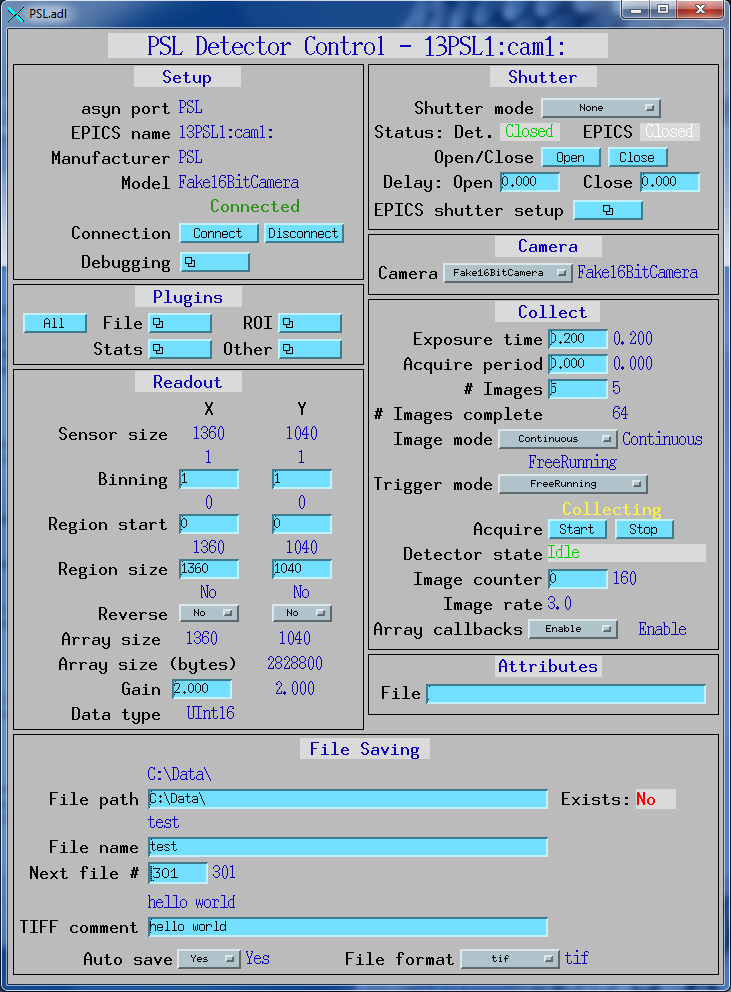 PSL.adl
PSL Detector Control - 13PSL1:cam1:
Setup
asyn port PSL
EPICS name 13PSL1:cam1:
Manufacturer PSL
Model Fake16BitCamera
Connected
Connection Connect Disconnect
Debugging
Plugins
All File ROI
Stats Other
Readout
X Y
Sensor size 1360 1040
1 1
Binning 1 1
0 0
Region start 0 0
1360 1040
Region size 1360 1040
No No
Reverse No No
Array size 1360 1040
Array size (bytes) 2828800
Gain 2.000 2.000
Data type UInt16
Shutter
Shutter mode None
Status: Det. Closed EPICS Closed
Open/Close Open Close
Delay: Open 0.000 Close 0.000
EPICS shutter setup
Camera
Camera Fake16BitCamera Fake16BitCamera
Collect
Exposure time 0.200 0.200
Acquire period 0.000 0.000
# Images 5 5
# Images complete 64
Image mode Continuous Continuous
FreeRunning
Trigger mode FreeRunning
Collecting
Acquire Start Stop
Detector state Idle
Image counter 0 160
Image rate 3.0
Array callbacks Enable Enable
Attributes
File
File Saving
C:\Data\
File path C:\Data\ Exists: No
test
File name test
Next file # 301 301
hello world
TIFF comment hello world
Auto save Yes Yes File format tif tif